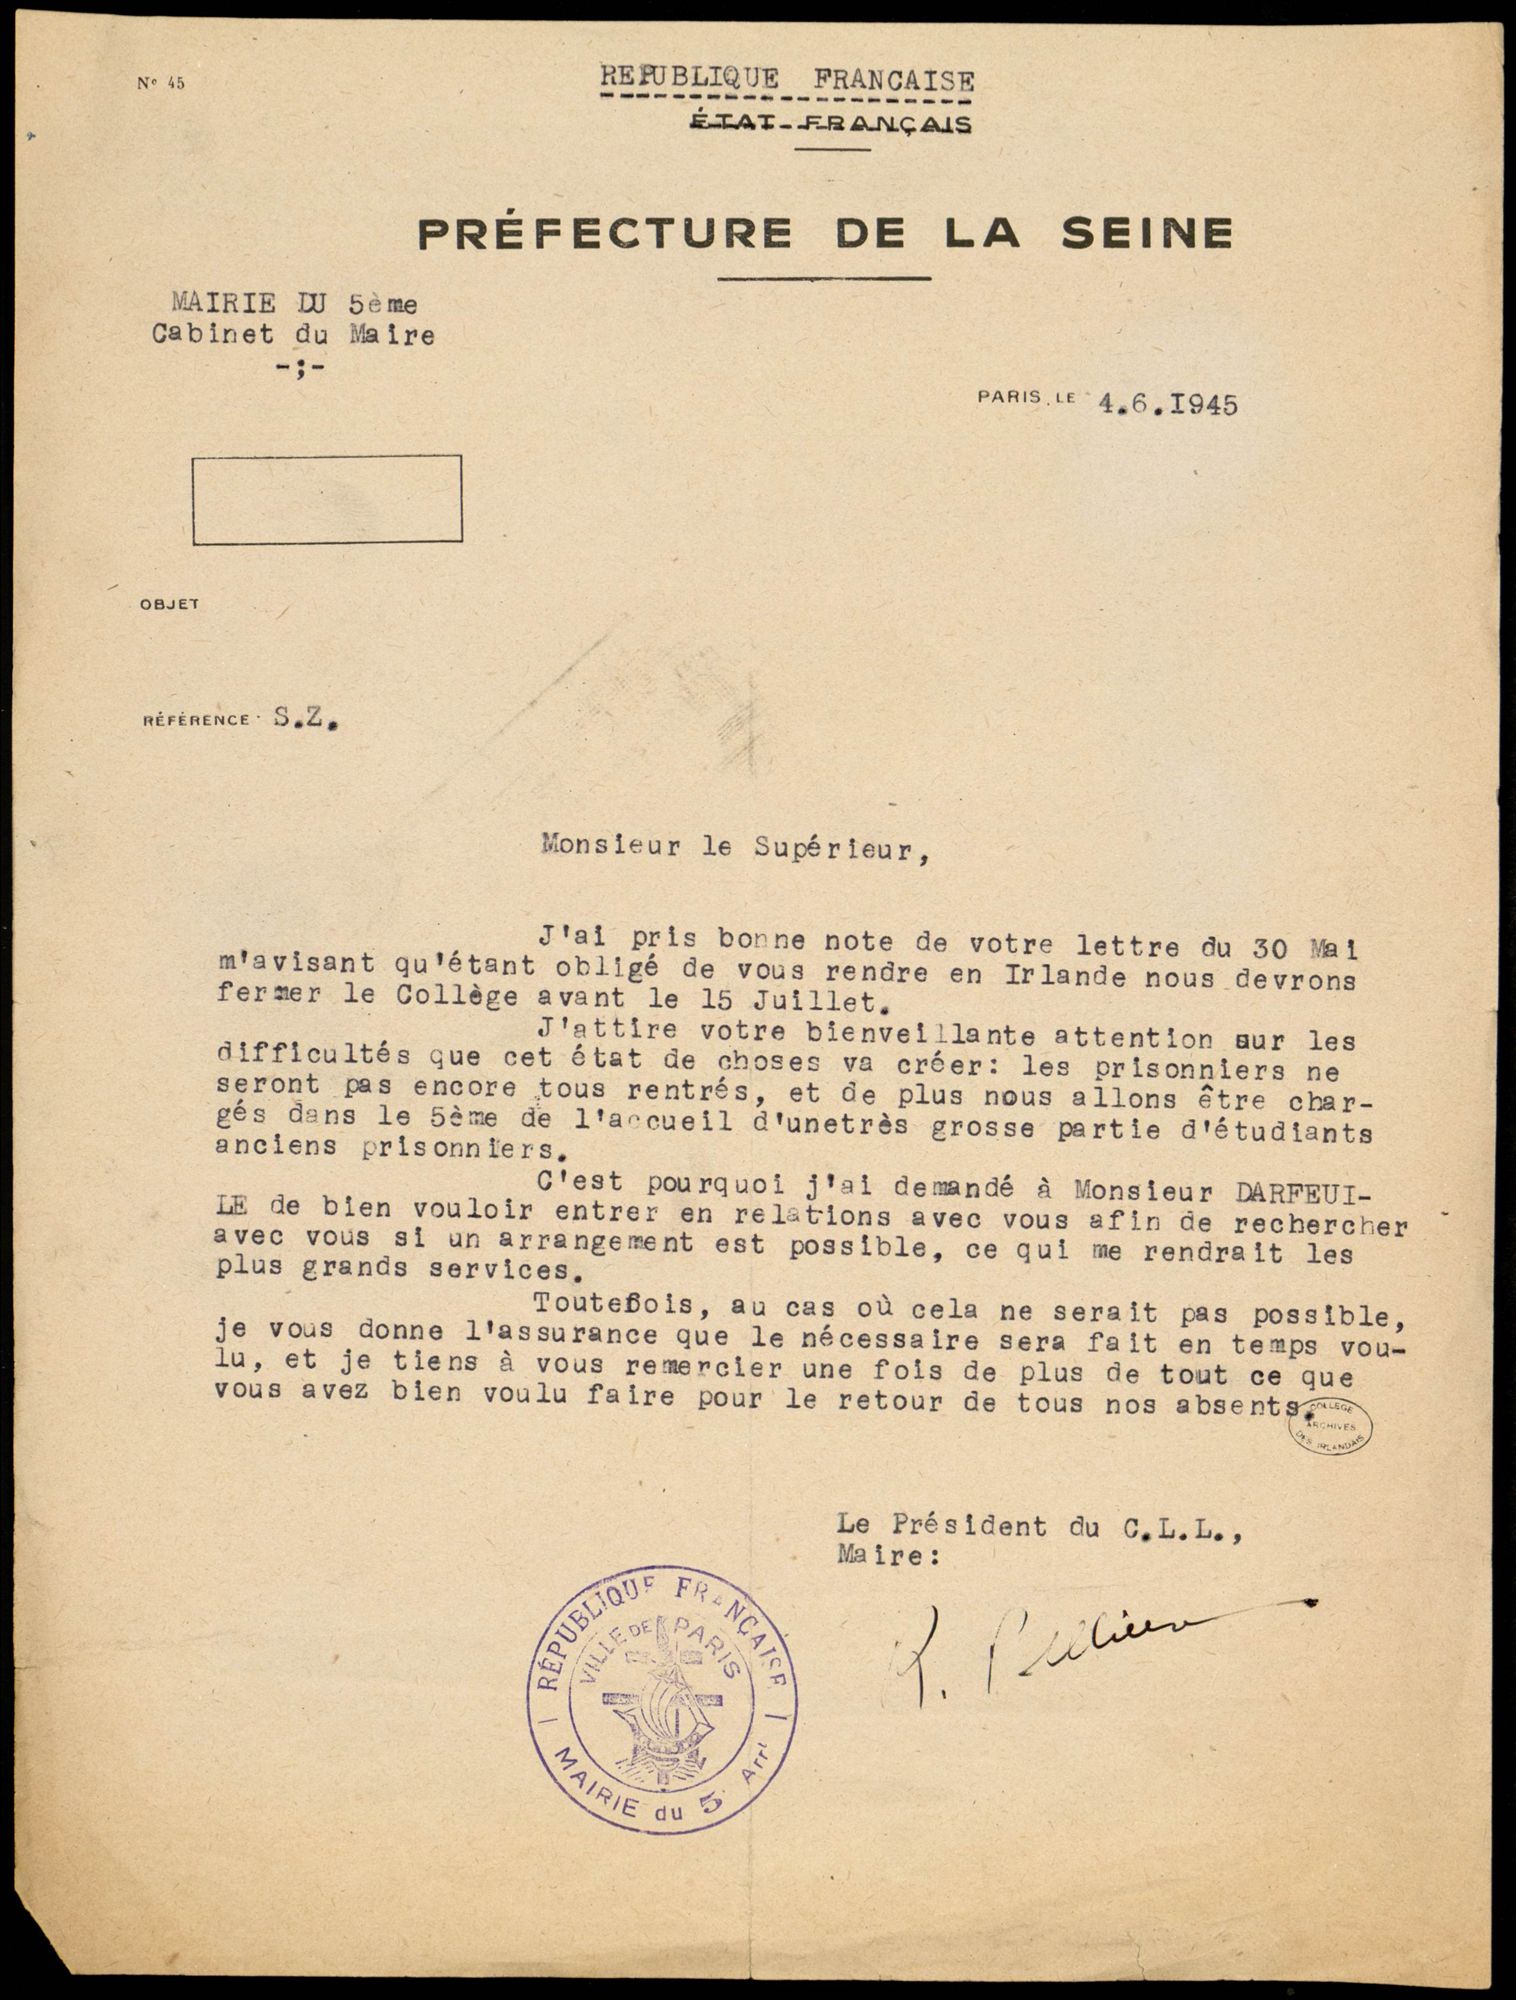 Nº 45
REPUBLIQUE FRANCAISE
ÉTAT FRANÇAIS
PRÉFECTURE DE LA SEINE
MAIRIE DU 5ème
Cabinet du Maire
-;-
PARIS, LE 4.6.I945
OBJET
RÉFÉRENCE S.Z.
Monsieur le Supérieur,
J'ai pris bonne note de votre lettre du 30 Mai
m'avisant qu'étant obligé de vous rendre en Irlande nous devrons
fermer le Collège avant le 15 Juillet.
J'attire votre bienveillante attention sur les
difficultés que cet état de choses va créer: les prisonniers ne
seront pas encore tous rentrés, et de plus nous allons être char-
gés dans le 5ème de l'accueil d'unetrès grosse partie d'étudiants
anciens prisonniers.
C'est pourquoi j'ai demandé à Monsieur DARFEUI-
LE de bien vouloir entrer en relations avec vous afin de rechercher
avec vous si un arrangement est possible, ce qui me rendrait les
plus grands services.
Toutefois, au cas où cela ne serait pas possible,
je vous donne l'assurance que le nécessaire sera fait en temps vou-
lu, et je tiens à vous remercier une fois de plus de tout ce que
vous avez bien voulu faire pour le retour de tous nos absents.
COLLEGE
ARCHIVES
DES IRLANDAIS
Le Président du C.L.L.,
Maire:
RÉPUBLIQUE FRANÇAISE
VILLE DE PARIS
MAIRIE du 5 Arrt